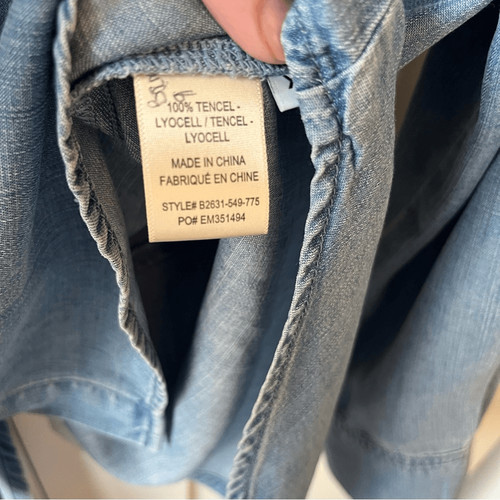 100% TENCEL -
LYOCELL / TENCEL -
LYOCELL
MADE IN CHINA
FABRIQUÉ EN CHINE
STYLE# B2631-549-775
PO# EM351494